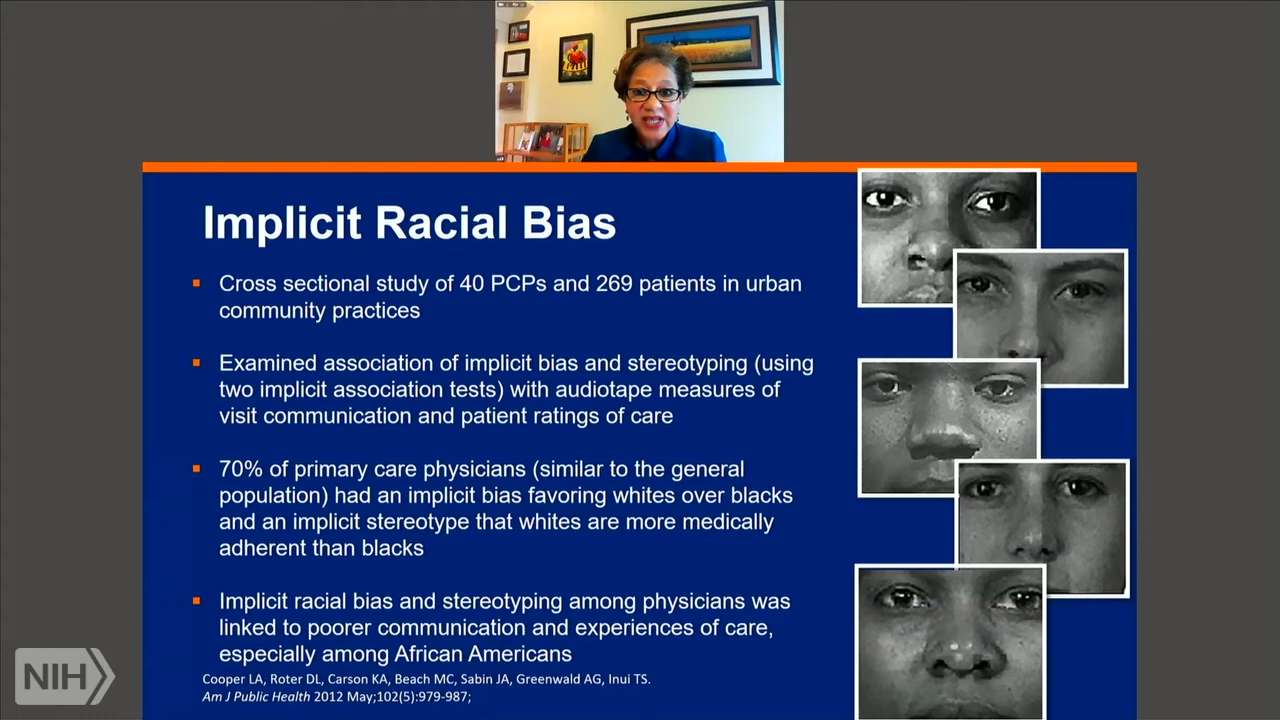 Implicit Racial Bias
Cross sectional study of 40 PCPs and 269 patients in urban
community practices
Examined association of implicit bias and stereotyping (using
two implicit association tests) with audiotape measures of
visit communication and patient ratings of care
70% of primary care physicians (similar to the general
population) had an implicit bias favoring whites over blacks
and an implicit stereotype that whites are more medically
adherent than blacks
Implicit racial bias and stereotyping among physicians was
linked to poorer communication and experiences of care,
especially among African Americans
Cooper LA, Roter DL, Carson KA, Beach MC, Sabin JA, Greenwald AG, Inui TS.
Am J Public Health 2012 May;102(5):979-987;
NIH